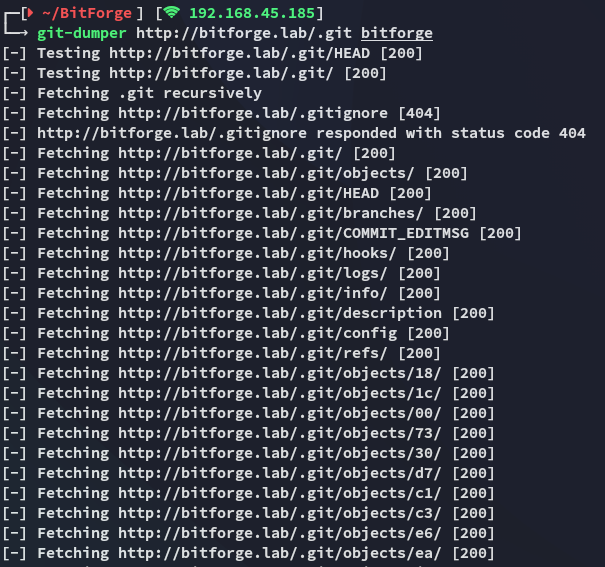 [ ~/BitForge ] [ 192.168.45.185]
git-dumper http://bitforge.lab/.git bitforge
[-] Testing http://bitforge.lab/.git/HEAD [200]
[-] Testing http://bitforge.lab/.git/ [200]
[-] Fetching .git recursively
[-] Fetching http://bitforge.lab/.gitignore [404]
[-] http://bitforge.lab/.gitignore responded with status code 404
[-] Fetching http://bitforge.lab/.git/ [200]
[-] Fetching http://bitforge.lab/.git/objects/ [200]
[-] Fetching http://bitforge.lab/.git/HEAD [200]
[-] Fetching http://bitforge.lab/.git/branches/ [200]
[-] Fetching http://bitforge.lab/.git/COMMIT_EDITMSG [200]
[-] Fetching http://bitforge.lab/.git/hooks/ [200]
[-] Fetching http://bitforge.lab/.git/logs/ [200]
[-] Fetching http://bitforge.lab/.git/info/ [200]
[-] Fetching http://bitforge.lab/.git/description [200]
[-] Fetching http://bitforge.lab/.git/config [200]
[-] Fetching http://bitforge.lab/.git/refs/ [200]
[-] Fetching http://bitforge.lab/.git/objects/18/ [200]
[-] Fetching http://bitforge.lab/.git/objects/1c/ [200]
[-] Fetching http://bitforge.lab/.git/objects/00/ [200]
[-] Fetching http://bitforge.lab/.git/objects/73/ [200]
[-] Fetching http://bitforge.lab/.git/objects/30/ [200]
[-] Fetching http://bitforge.lab/.git/objects/d7/ [200]
[-] Fetching http://bitforge.lab/.git/objects/c1/ [200]
[-] Fetching http://bitforge.lab/.git/objects/c3/ [200]
[-] Fetching http://bitforge.lab/.git/objects/e6/ [200]
[-] Fetching http://bitforge.lab/.git/objects/ea/ [200]